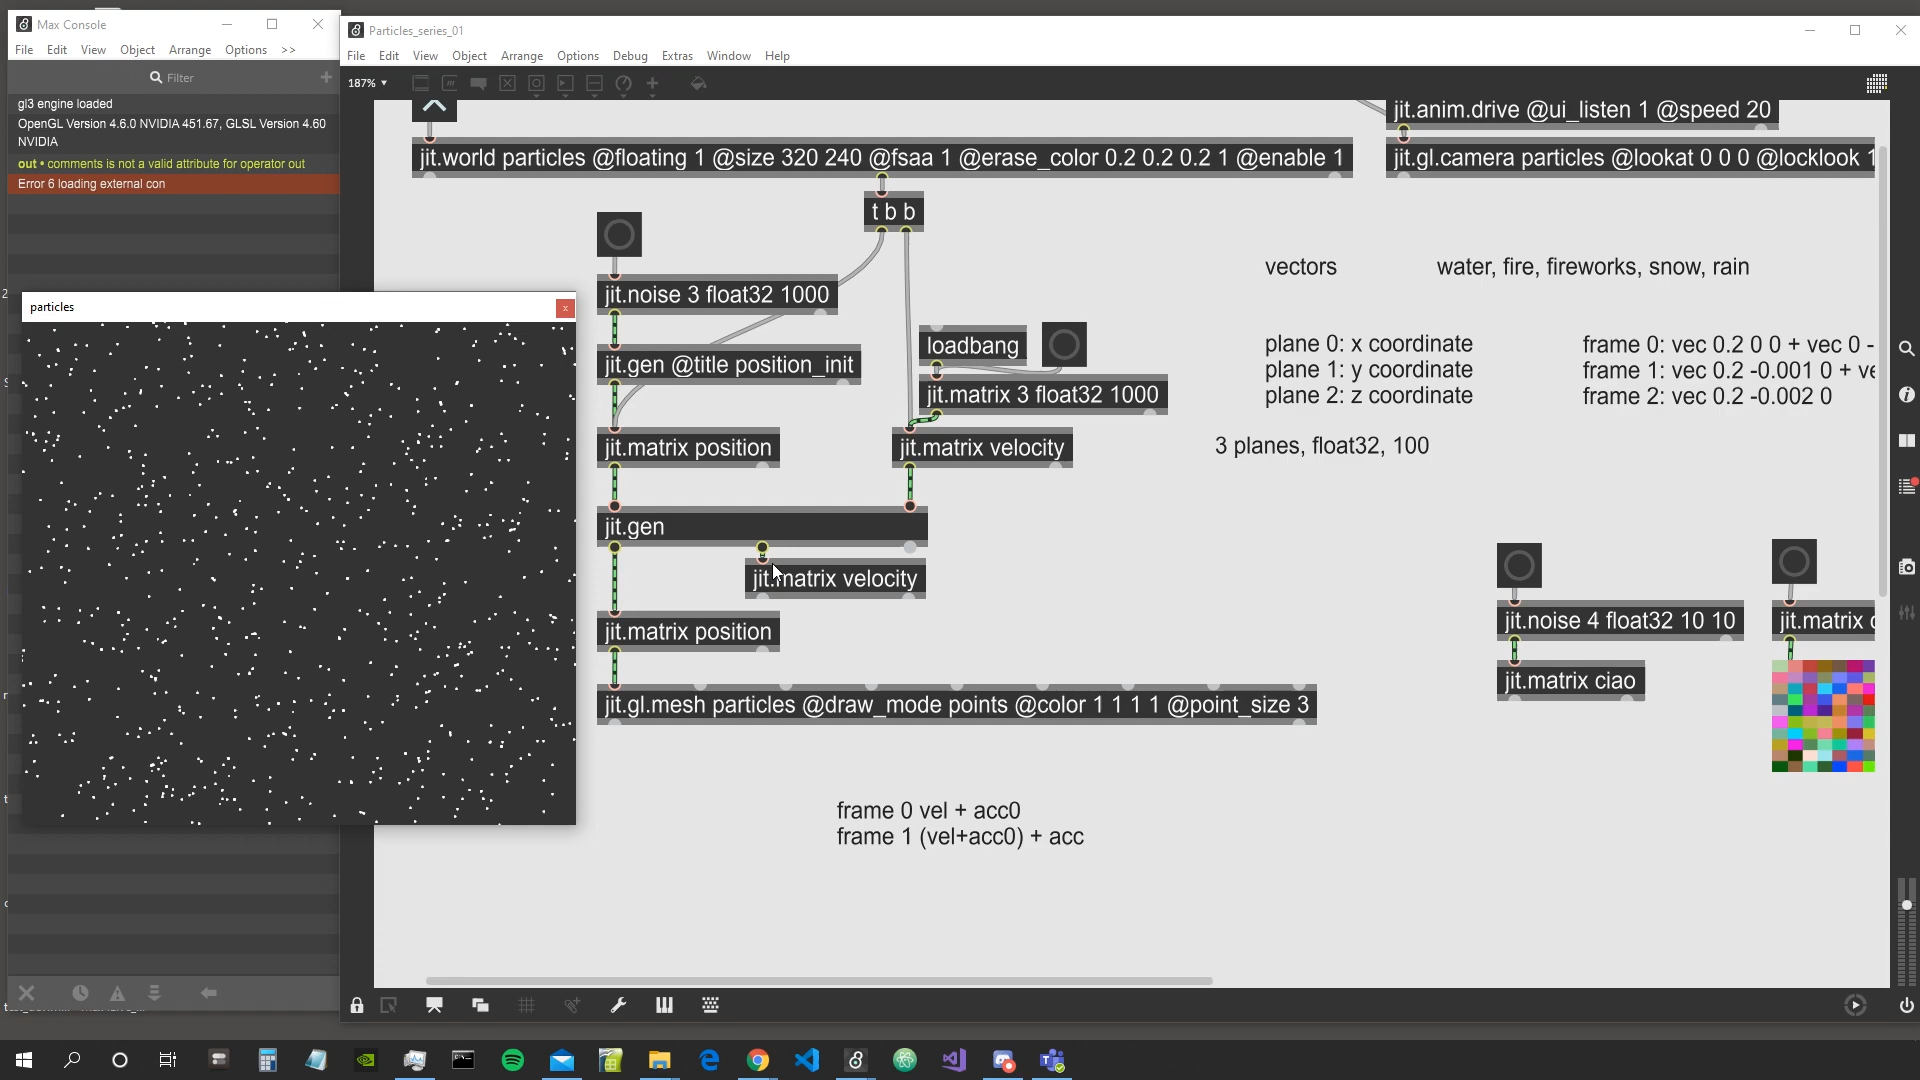 Max Console
File Edit View Object Arrange Options >>
Filter
gl3 engine loaded
OpenGL Version 4.6.0 NVIDIA 451.67, GLSL Version 4.60
NVIDIA
out • comments is not a valid attribute for operator out
Error 6 loading external con
particles
x
Particles_series_01
File Edit View Object Arrange Options Debug Extras Window Help
187%
jit.anim.drive @ui_listen 1 @speed 20
jit.world particles @floating 1 @size 320 240 @fsaa 1 @erase_color 0.2 0.2 0.2 1 @enable 1
jit.gl.camera particles @lookat 0 0 0 @locklook 1
t b b
vectors
water, fire, fireworks, snow, rain
jit.noise 3 float32 1000
loadbang
jit.gen @title position_init
jit.matrix 3 float32 1000
plane 0: x coordinate
plane 1: y coordinate
plane 2: z coordinate
frame 0: vec 0.2 0 0 + vec 0 -
frame 1: vec 0.2 -0.001 0 + ve
frame 2: vec 0.2 -0.002 0
jit.matrix position
jit.matrix velocity
3 planes, float32, 100
jit.gen
jit.matrix velocity
jit.matrix position
jit.noise 4 float32 10 10
jit.matrix c
jit.matrix ciao
jit.gl.mesh particles @draw_mode points @color 1 1 1 1 @point_size 3
frame 0 vel + acc0
frame 1 (vel+acc0) + acc